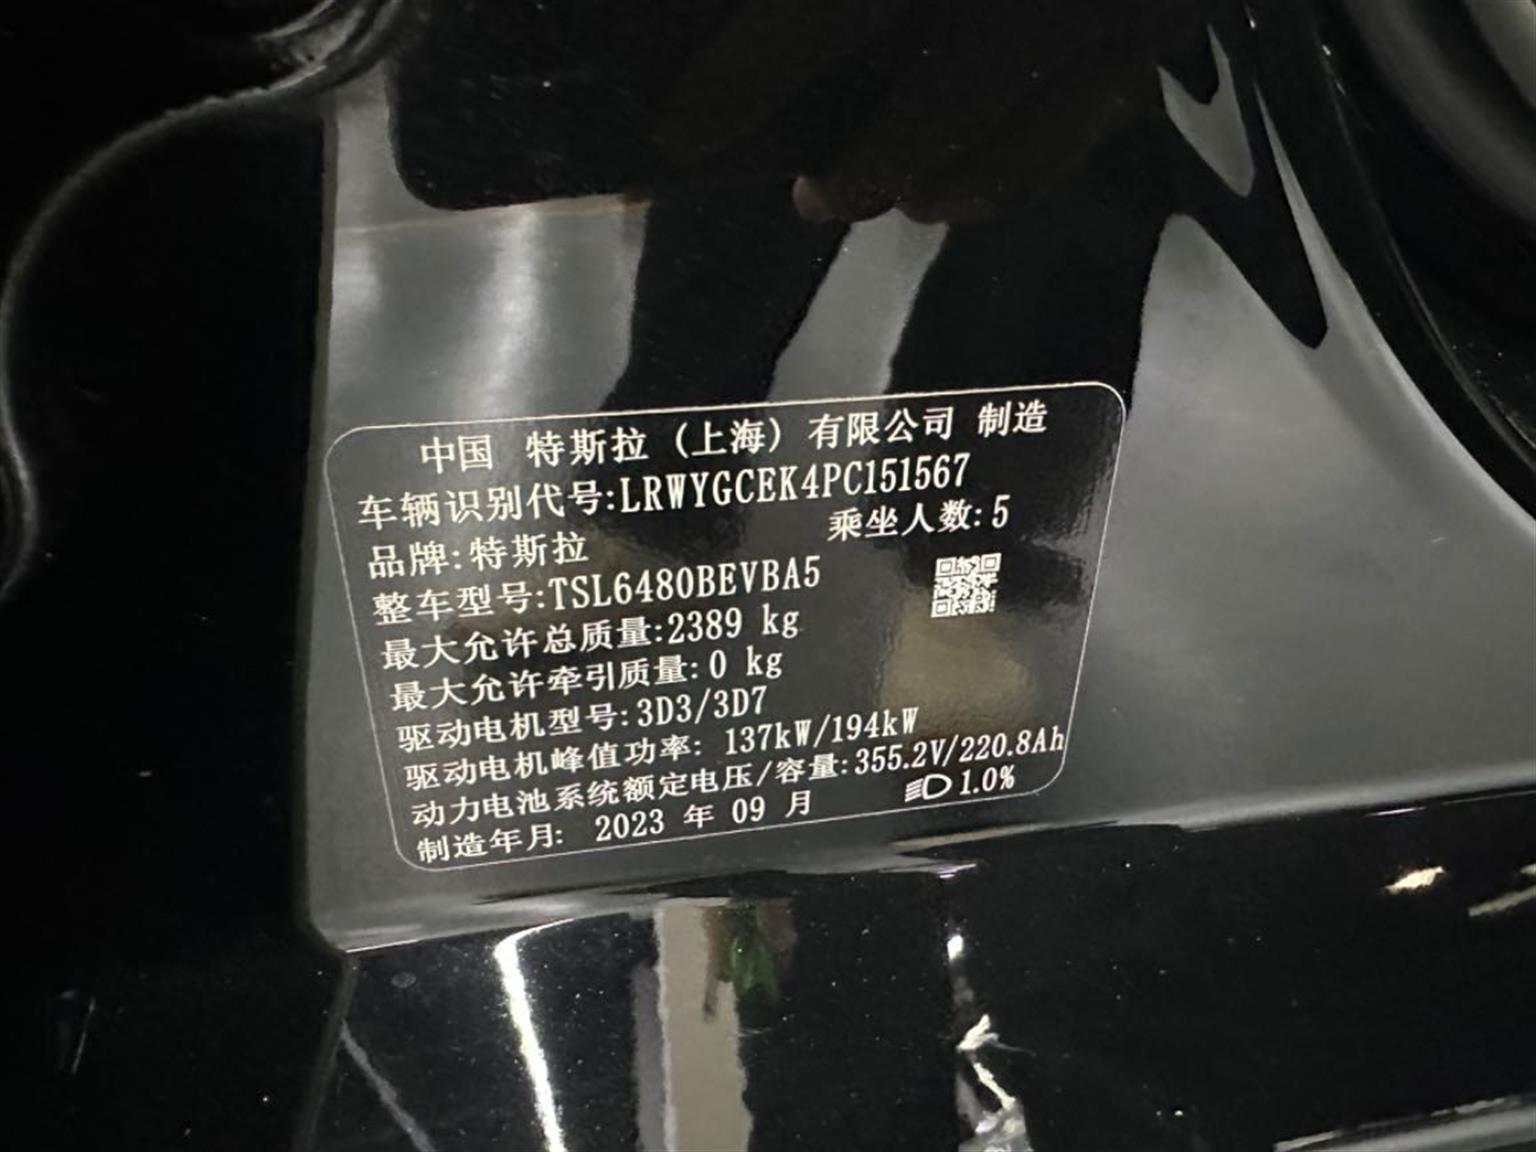 中国 特斯拉 (上海) 有限公司 制造
车辆识别代号:LRWYGCEK4PC151567
品牌:特斯拉 乘坐人数:5
整车型号:TSL6480BEVBA5
最大允许总质量:2389 kg
最大允许牵引质量:0 kg
驱动电机型号:3D3/3D7
驱动电机峰值功率: 137kW/194kW
动力电池系统额定电压/容量:355.2V/220.8Ah
制造年月: 2023 年 09 月 1.0%